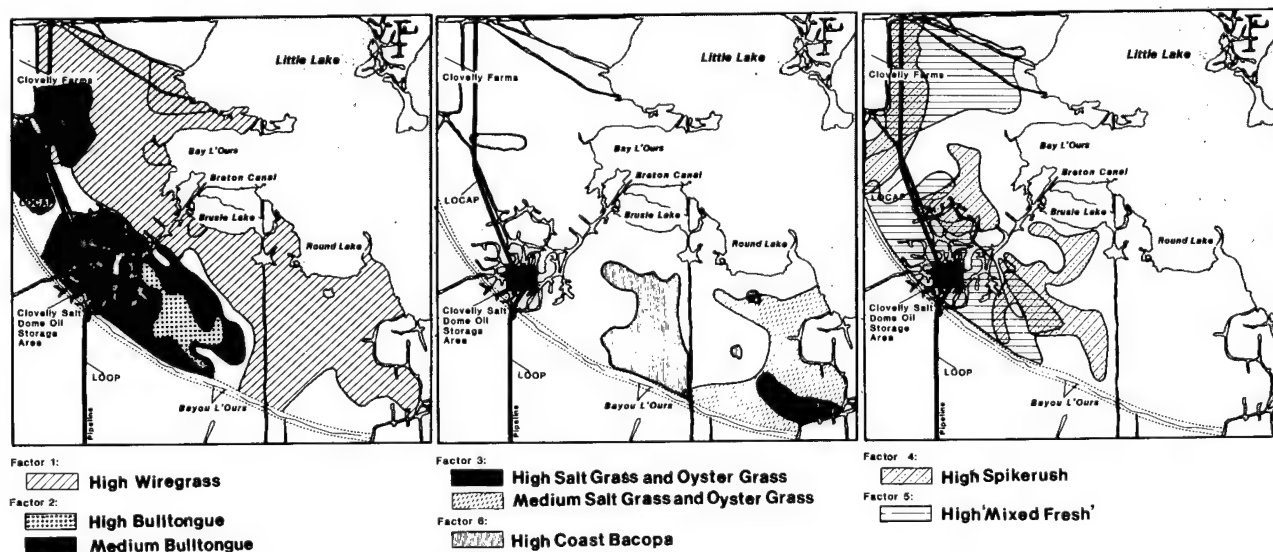 Little Lake
Clovelly Farms
Bay L'Ours
Breton Canal
LOCAP
Brusle Lake
Round Lake
Clovelly Salt
Dome Oil
Storage
Area
LOOP
Bayou L'Ours
Pipeline
Factor 1:
High Wiregrass
Factor 2:
High Bulltongue
Medium Bulltongue
Little Lake
Clovelly Farms
Bay L'Ours
Breton Canal
LOCAP
Brusle Lake
Round Lake
Clovelly Salt
Dome Oil
Storage
Area
LOOP
Bayou L'Ours
Pipeline
Factor 3:
High Salt Grass and Oyster Grass
Medium Salt Grass and Oyster Grass
Factor 6:
High Coast Bacopa
Little Lake
Clovelly Farms
Bay L'Ours
Breton Canal
LOCAP
Brusle Lake
Round Lake
Clovelly Salt
Dome Oil
Storage
Area
LOOP
Bayou L'Ours
Pipeline
Factor 4:
High Spikerush
Factor 5:
High 'Mixed Fresh'